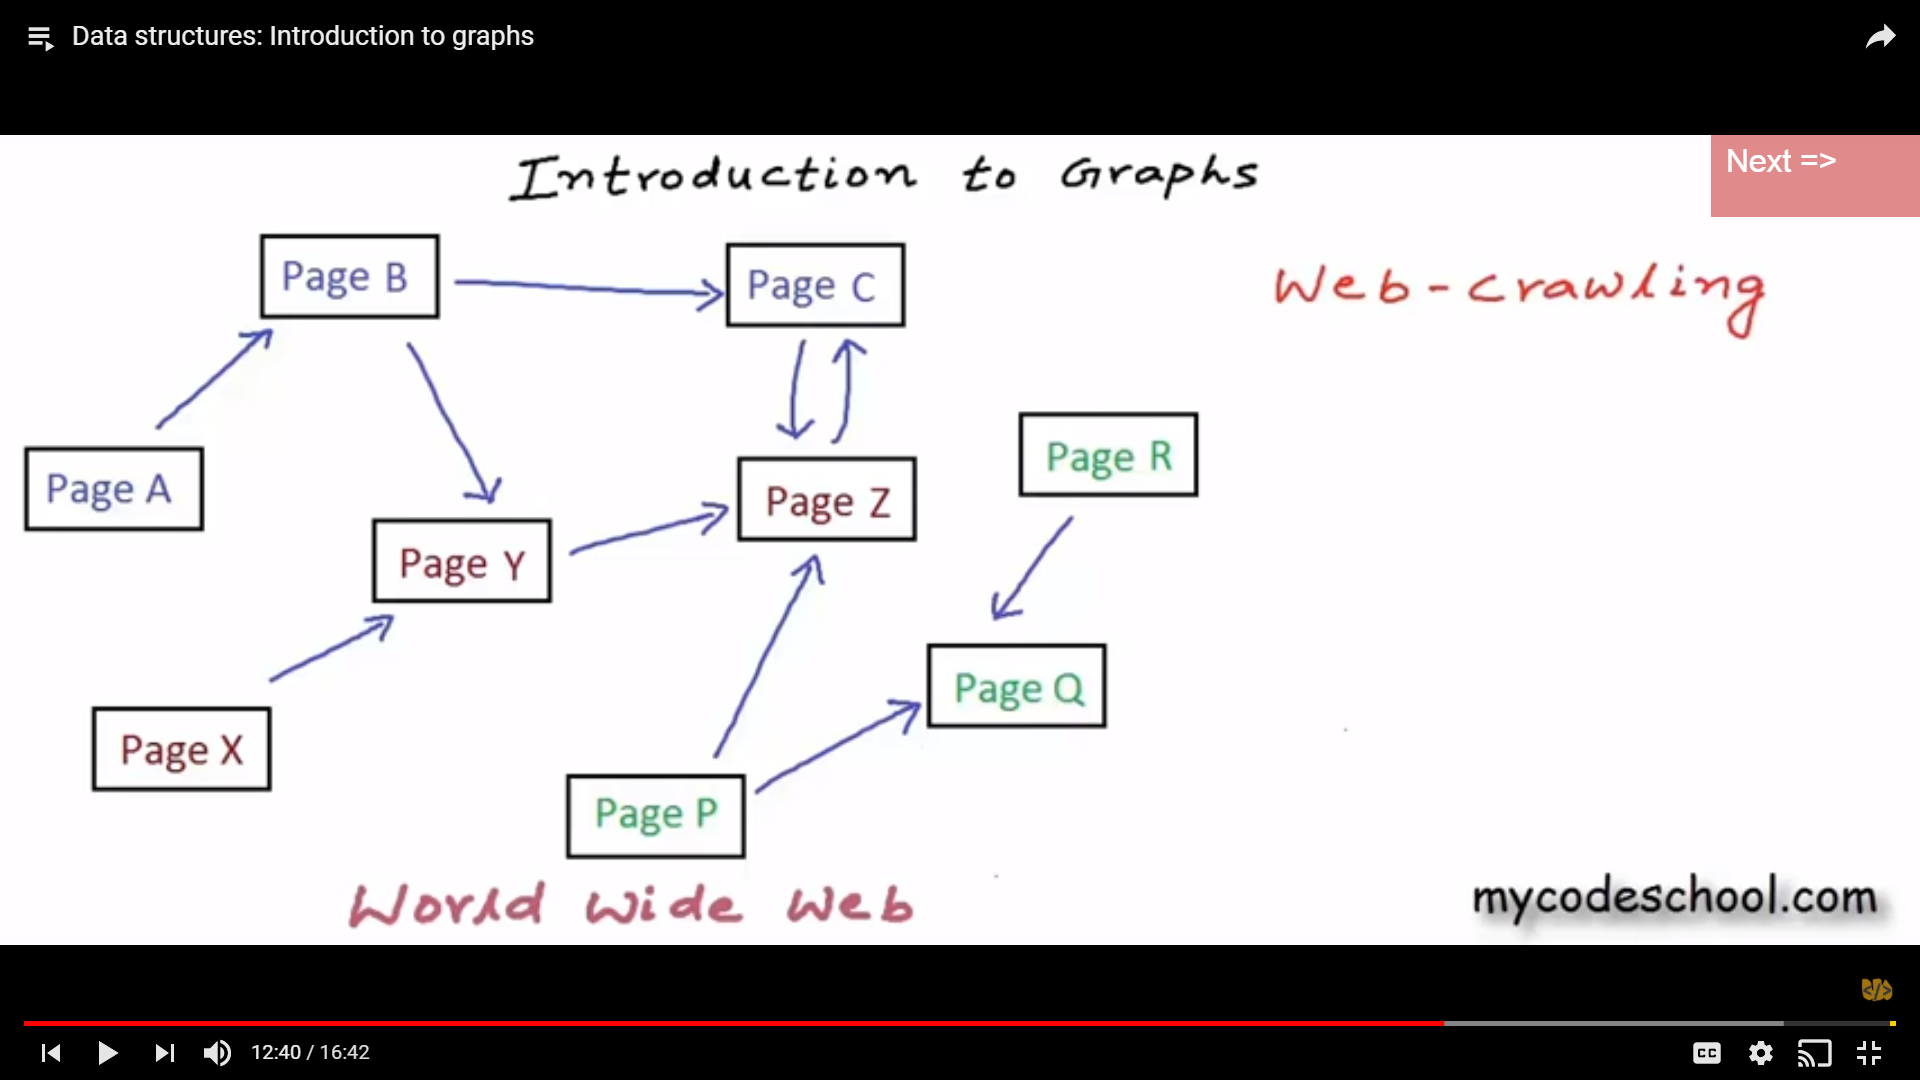 Data structures: Introduction to graphs
Introduction to Graphs
Next =>
Page B
Page C
Web-crawling
Page R
Page A
Page Z
Page Y
Page Q
Page X
Page P
World Wide Web
mycodeschool.com
</>
12:40 / 16:42
CC